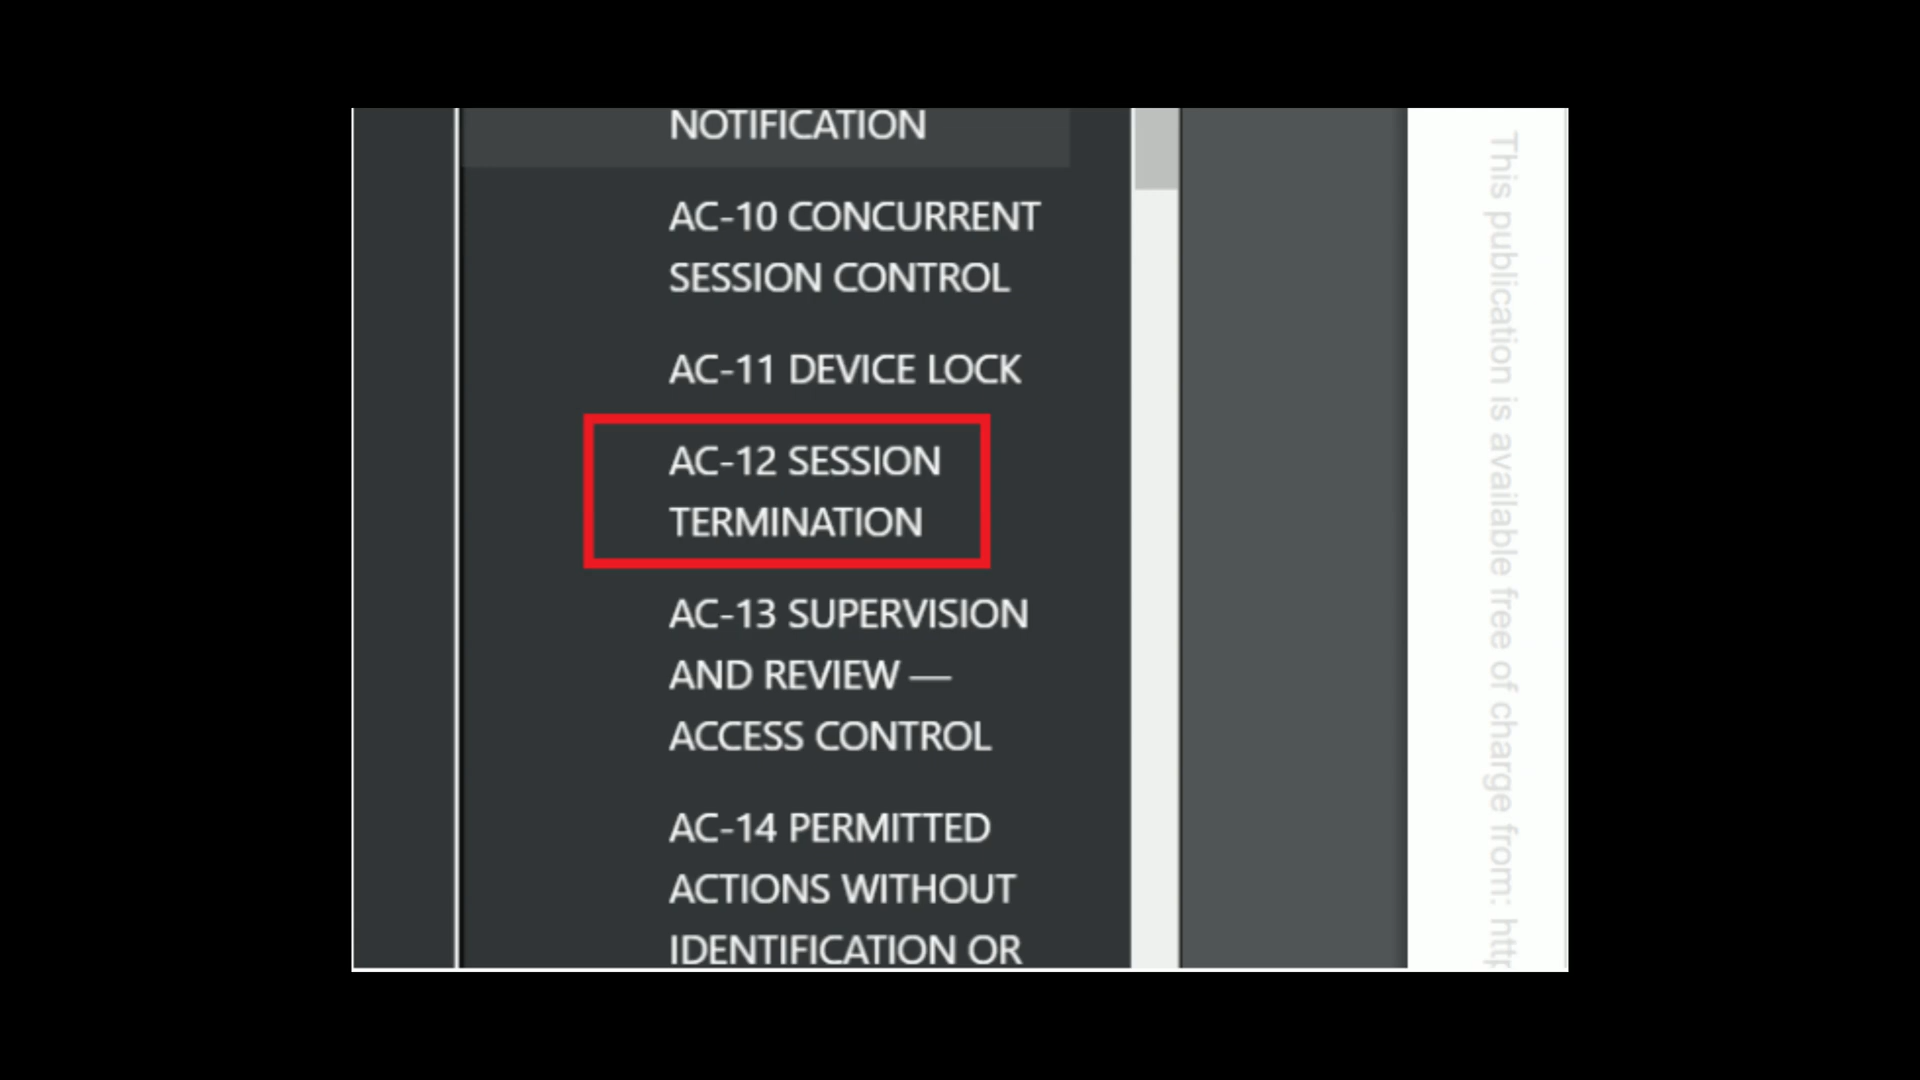 NOTIFICATION
AC-10 CONCURRENT
SESSION CONTROL
AC-11 DEVICE LOCK
AC-12 SESSION
TERMINATION
AC-13 SUPERVISION
AND REVIEW —
ACCESS CONTROL
AC-14 PERMITTED
ACTIONS WITHOUT
IDENTIFICATION OR
This publication is available free of charge from: http